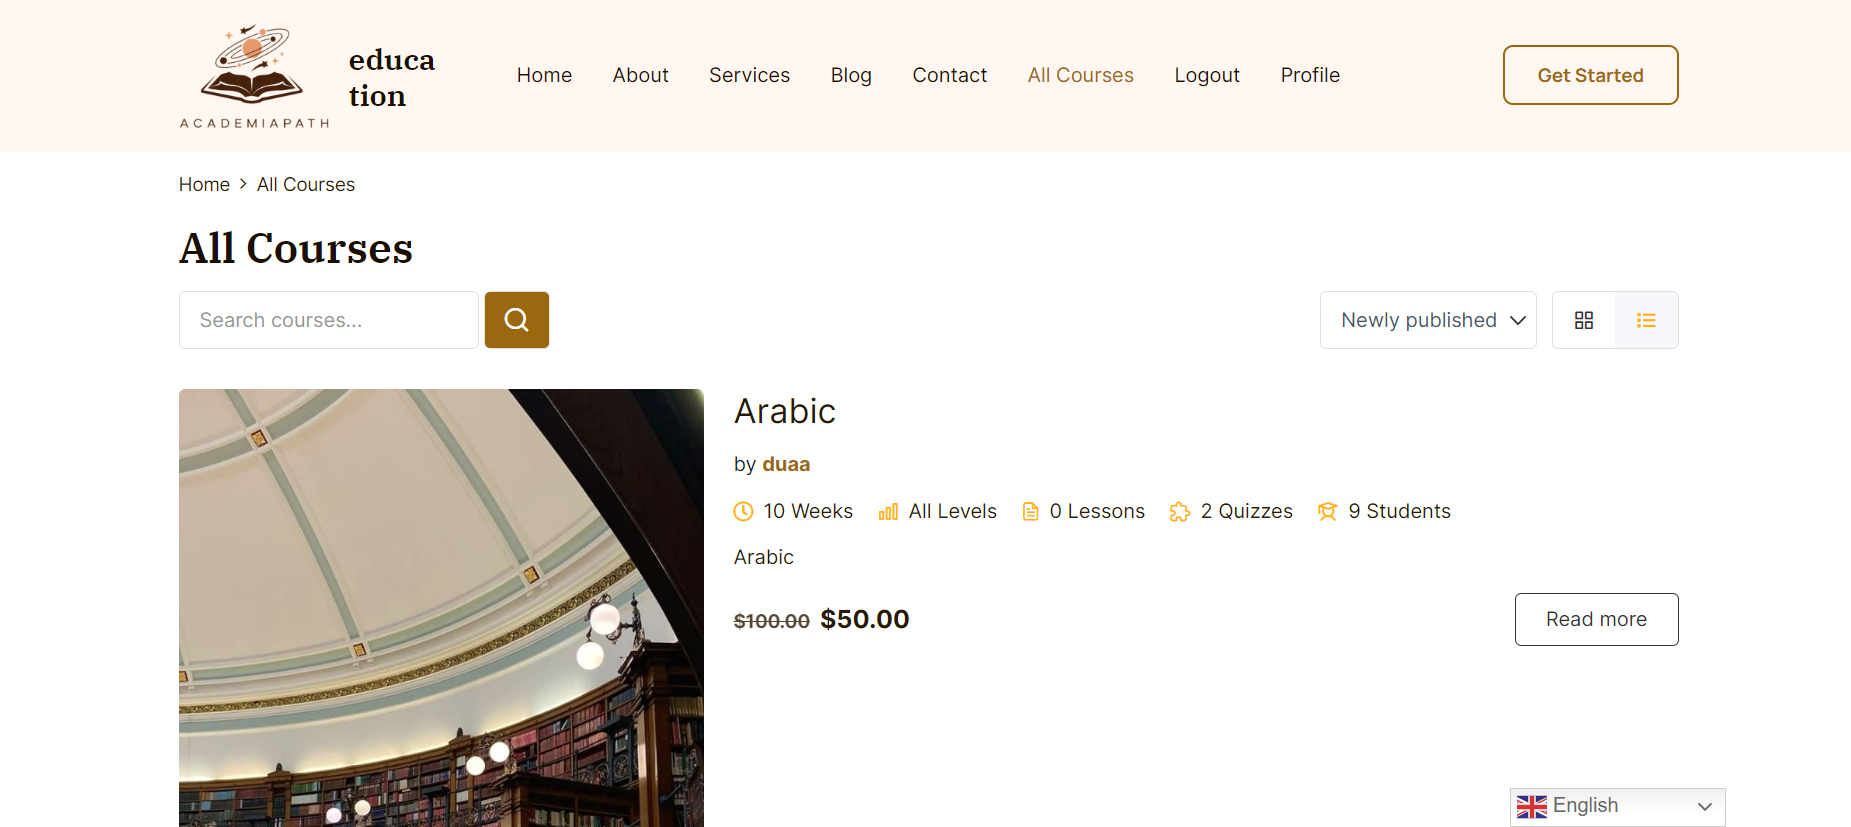 ACADEMIAPATH
educa
tion
Home About Services Blog Contact All Courses Logout Profile
Get Started
Home > All Courses
All Courses
Search courses...
Newly published
Arabic
by duaa
10 Weeks All Levels 0 Lessons 2 Quizzes 9 Students
Arabic
$100.00 $50.00
Read more
English